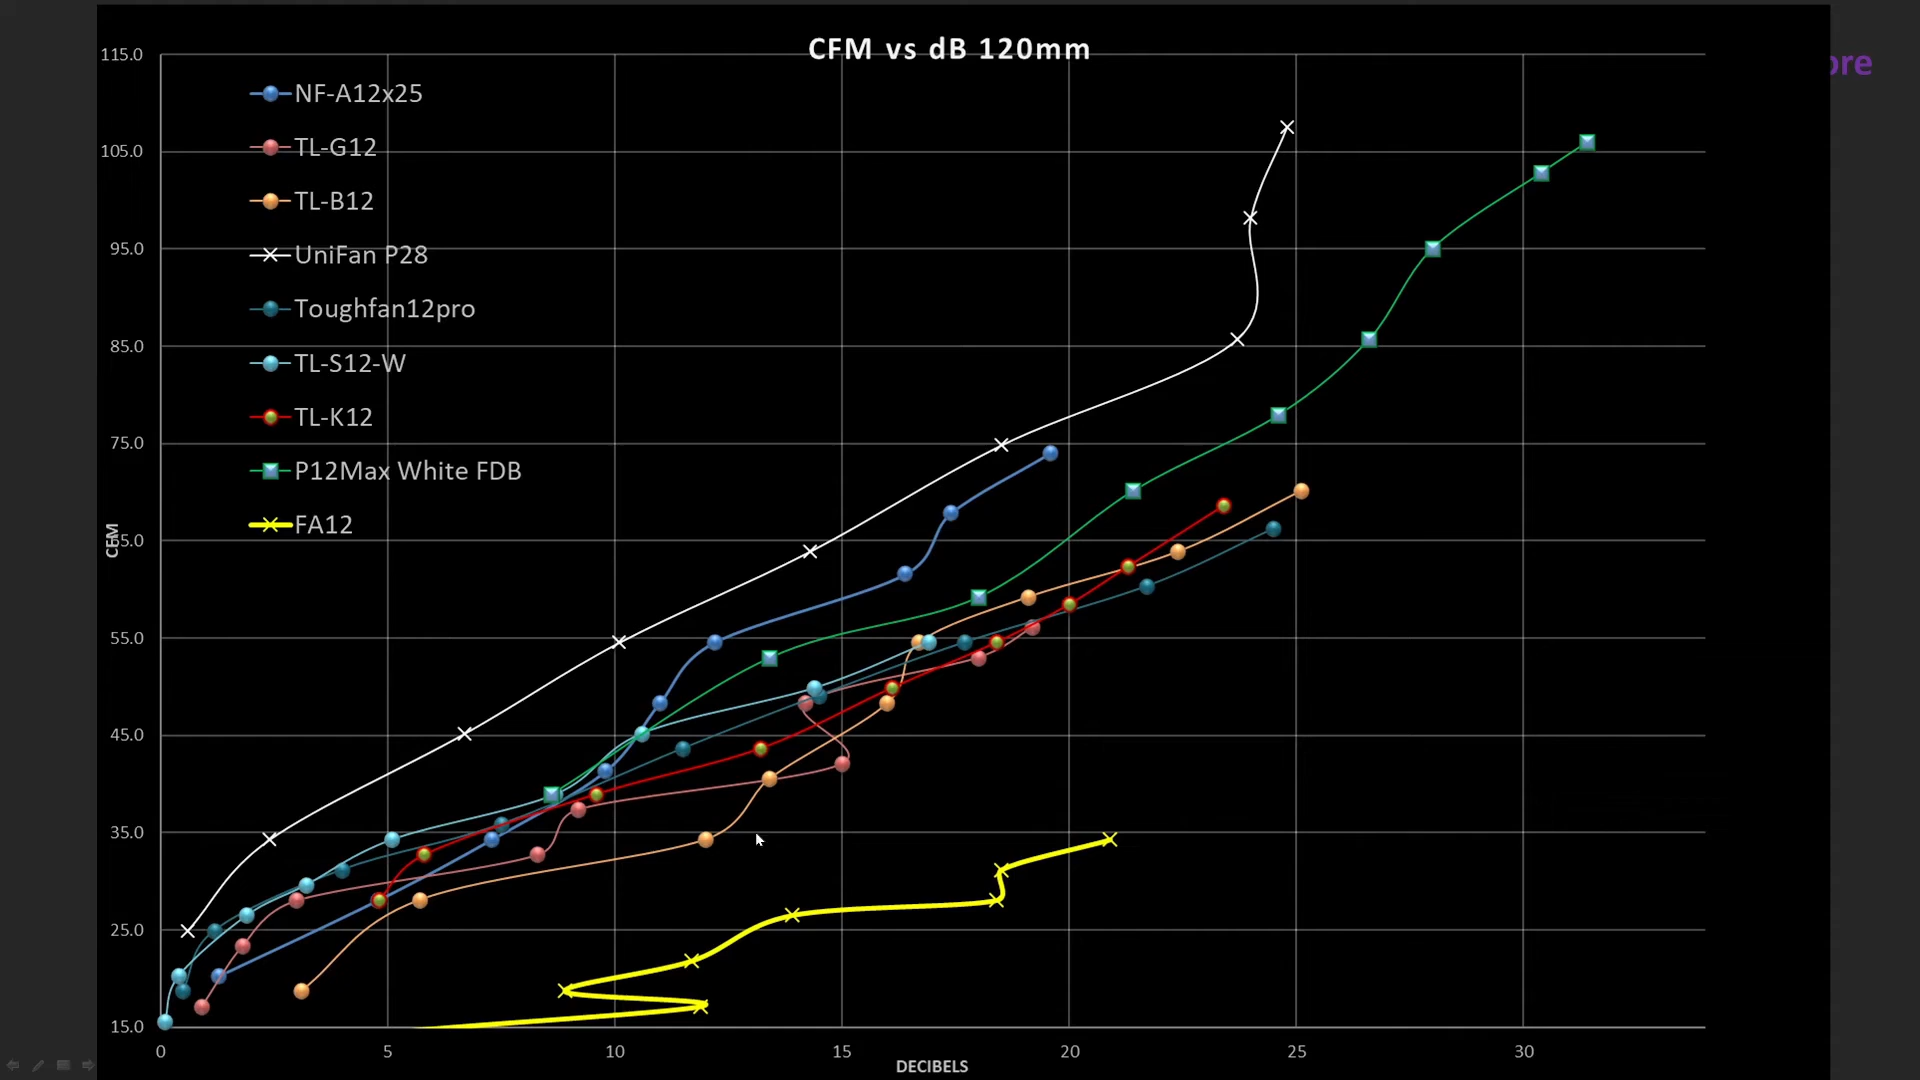 CFM vs dB 120mm
ore
115.0
105.0
95.0
85.0
75.0
65.0
55.0
45.0
35.0
25.0
15.0
CFM
NF-A12x25
TL-G12
TL-B12
UniFan P28
Toughfan12pro
TL-S12-W
TL-K12
P12Max White FDB
FA12
0 5 10 15 20 25 30
DECIBELS